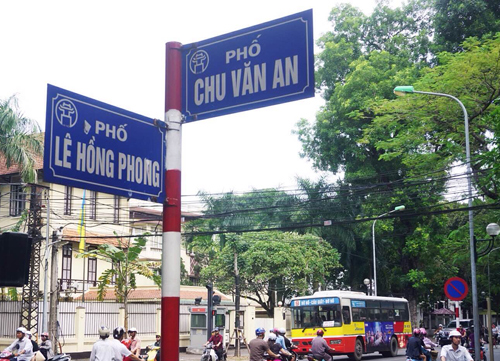 PHỐ
CHU VĂN AN
PHỐ
LÊ HỒNG PHONG